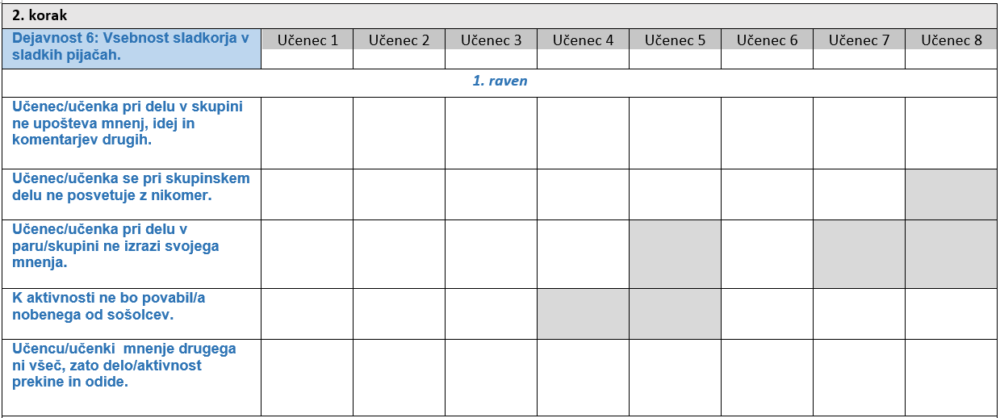 2. korak
Dejavnost 6: Vsebnost sladkorja v
sladkih pijačah.
Učenec 1
Učenec 2
Učenec 3
Učenec 4
Učenec 5
Učenec 6
Učenec 7
Učenec 8
1. raven
Učenec/učenka pri delu v skupini
ne upošteva mnenj, idej in
komentarjev drugih.
Učenec/učenka se pri skupinskem
delu ne posvetuje z nikomer.
Učenec/učenka pri delu v
paru/skupini ne izrazi svojega
mnenja.
K aktivnosti ne bo povabil/a
nobenega od sošolcev.
Učencu/učenki  mnenje drugega
ni všeč, zato delo/aktivnost
prekine in odide.